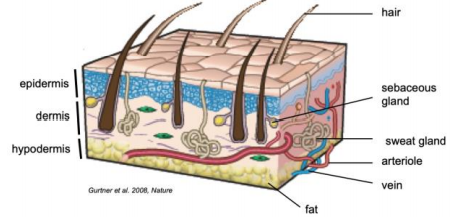 hair
epidermis
dermis
hypodermis
sebaceous
gland
sweat gland
arteriole
vein
fat
Gurtner et al. 2008, Nature